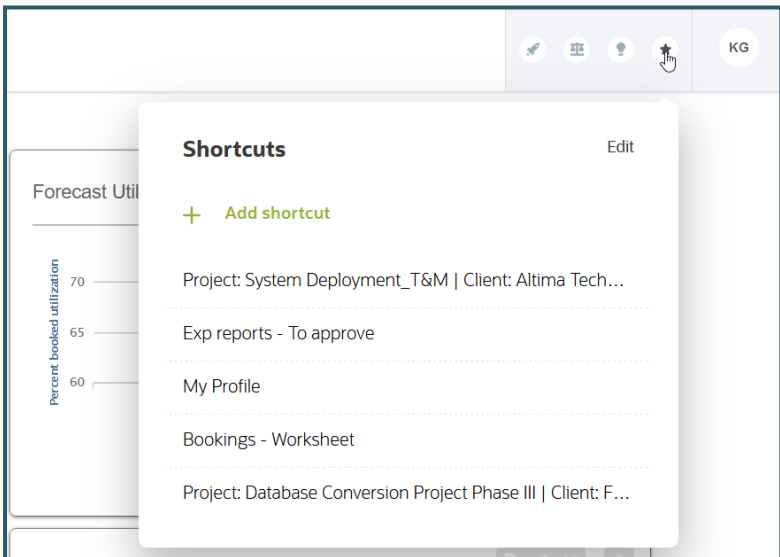 KG
Shortcuts
Edit
Add shortcut
Forecast Util
Percent booked utilization
70
65
60
Project: System Deployment_T&M | Client: Altima Tech...
Exp reports - To approve
My Profile
Bookings - Worksheet
Project: Database Conversion Project Phase III | Client: F...